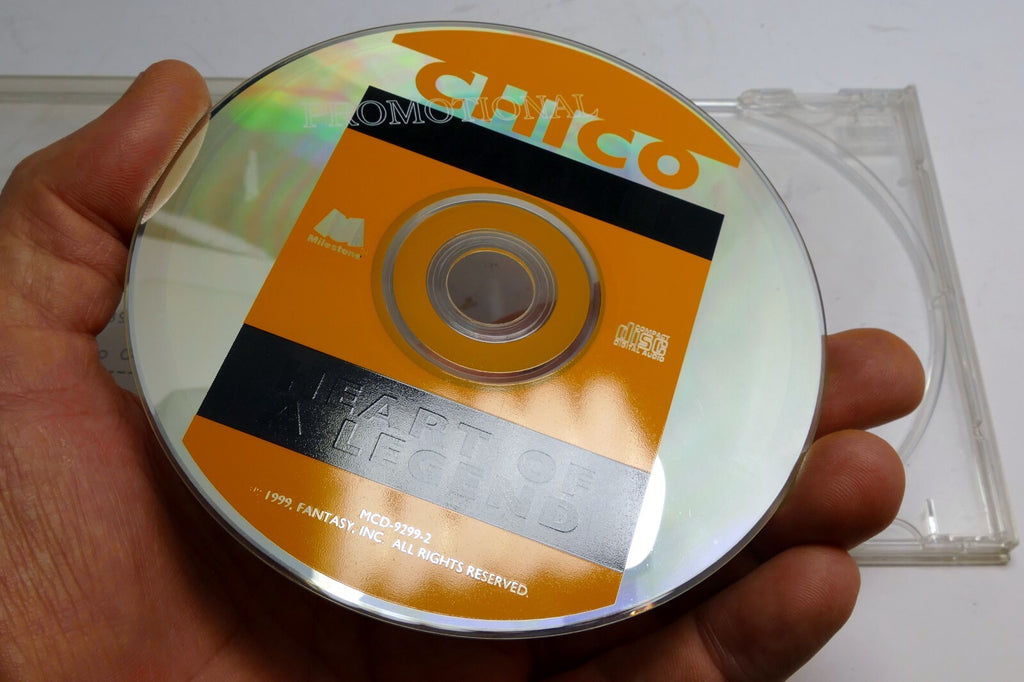 CHICO
PROMOTIONAL
Milestone
COMPACT
disc
DIGITAL AUDIO
HEART OF
A LEGEND
MCD-9299-2
℗ 1999, FANTASY, INC. ALL RIGHTS RESERVED.